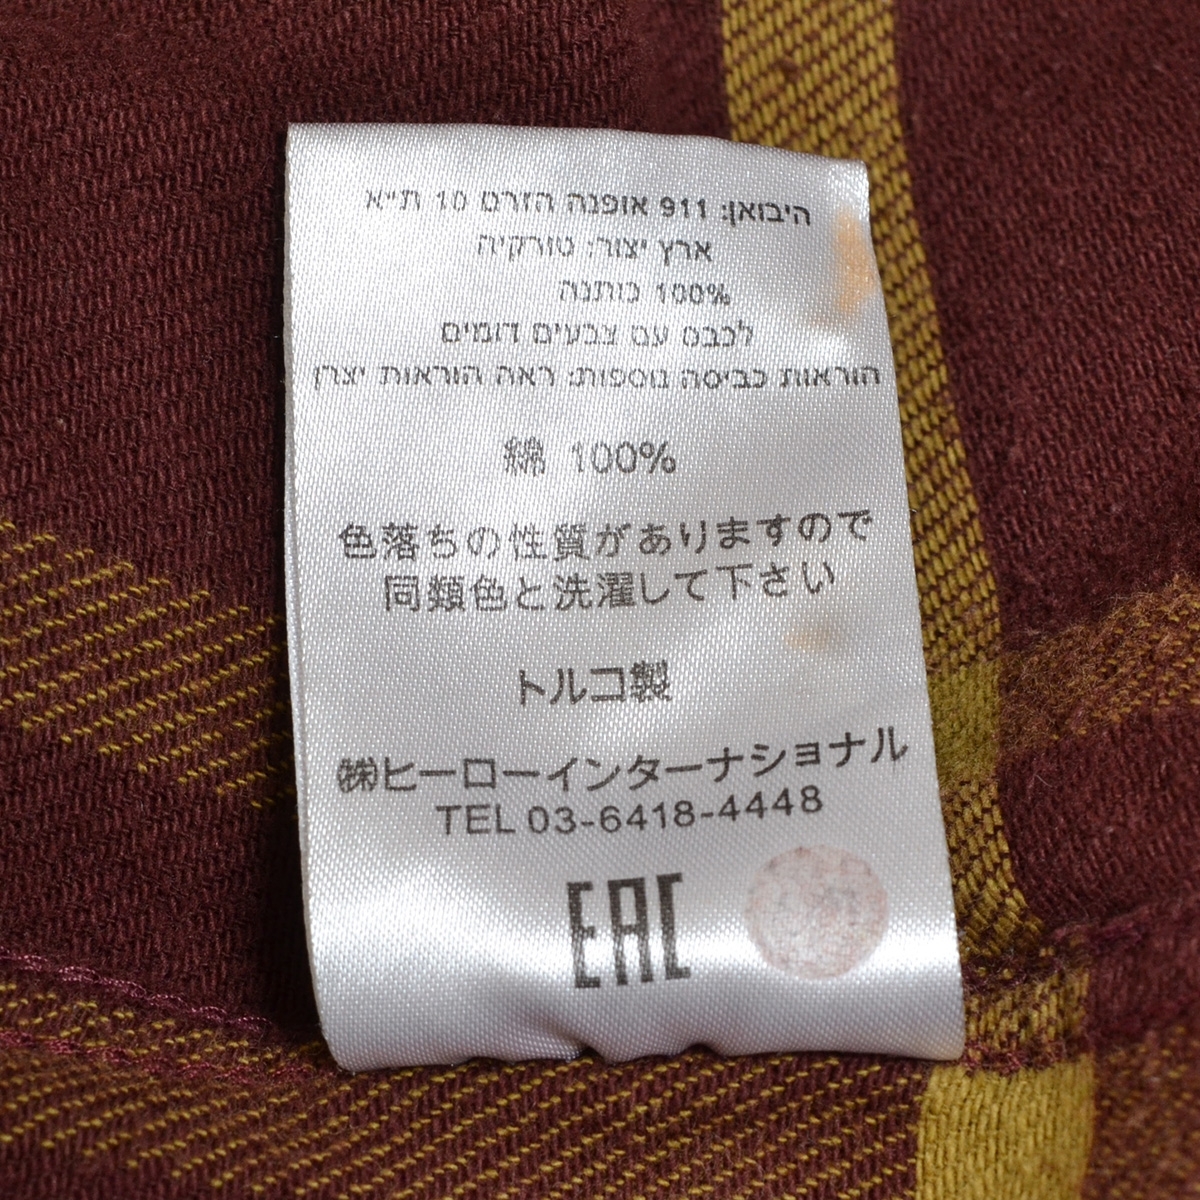 היבואן: 911 אופנה הזרם 10 ת״א
ארץ יצור: טורקיה
100% כותנה
לכבס עם צבעים דומים
הוראות כביסה נוספות: ראה הוראות יצרן
綿 100%
色落ちの性質がありますので
同類色と洗濯して下さい
トルコ製
㈱ヒーローインターナショナル
TEL 03-6418-4448
EAC